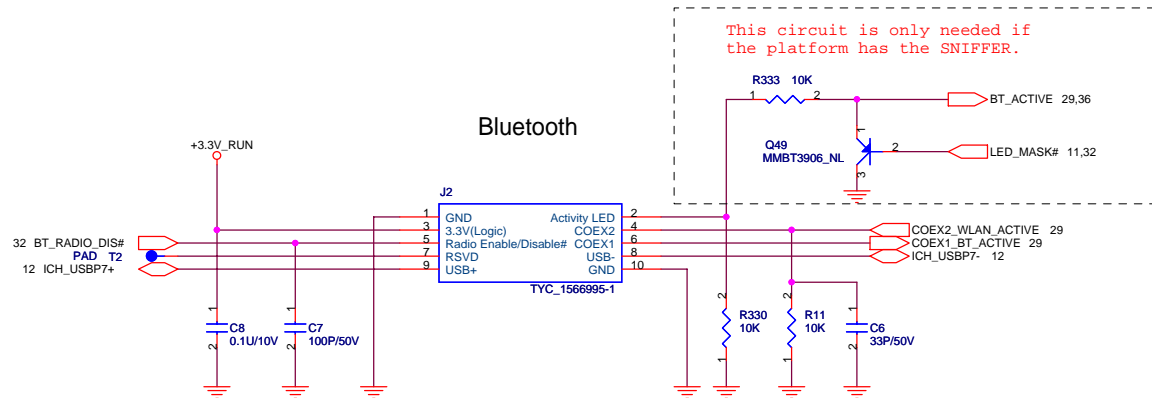 This circuit is only needed if
the platform has the SNIFFER.
R333 10K
1 2
BT_ACTIVE 29,36
Bluetooth
+3.3V_RUN
1
Q49
MMBT3906_NL
2
LED_MASK# 11,32
3
J2
1 GND Activity LED 2
3 3.3V(Logic) COEX2 4
5 Radio Enable/Disable# COEX1 6
7 RSVD USB- 8
9 USB+ GND 10
TYC_1566995-1
32 BT_RADIO_DIS#
PAD T2
12 ICH_USBP7+
COEX2_WLAN_ACTIVE 29
COEX1_BT_ACTIVE 29
ICH_USBP7- 12
1
C8
0.1U/10V
2
1
C7
100P/50V
2
2
R330
10K
1
2
R11
10K
1
1
C6
33P/50V
2